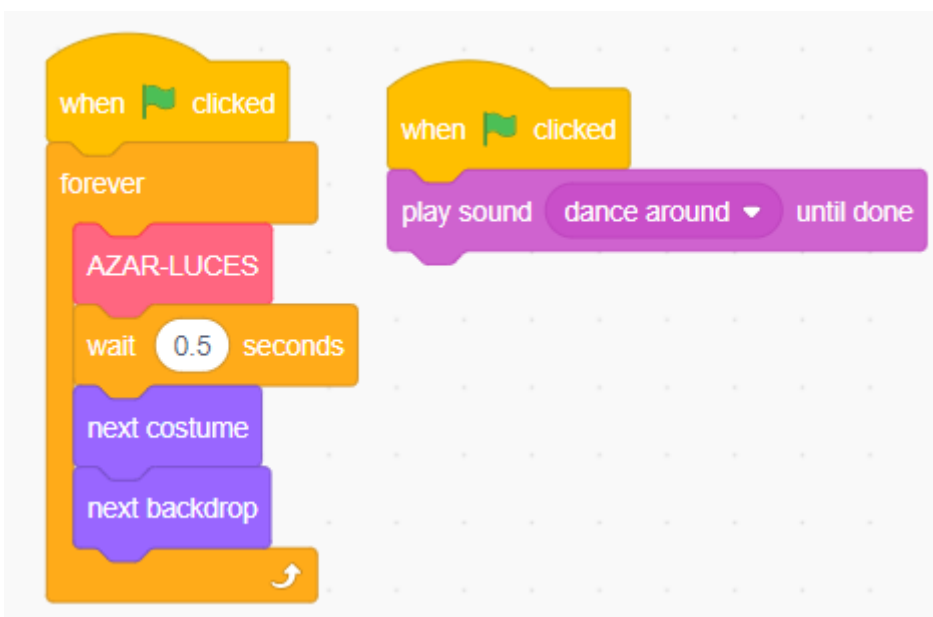 when clicked
forever
AZAR-LUCES
wait 0.5 seconds
next costume
next backdrop
when clicked
play sound dance around until done